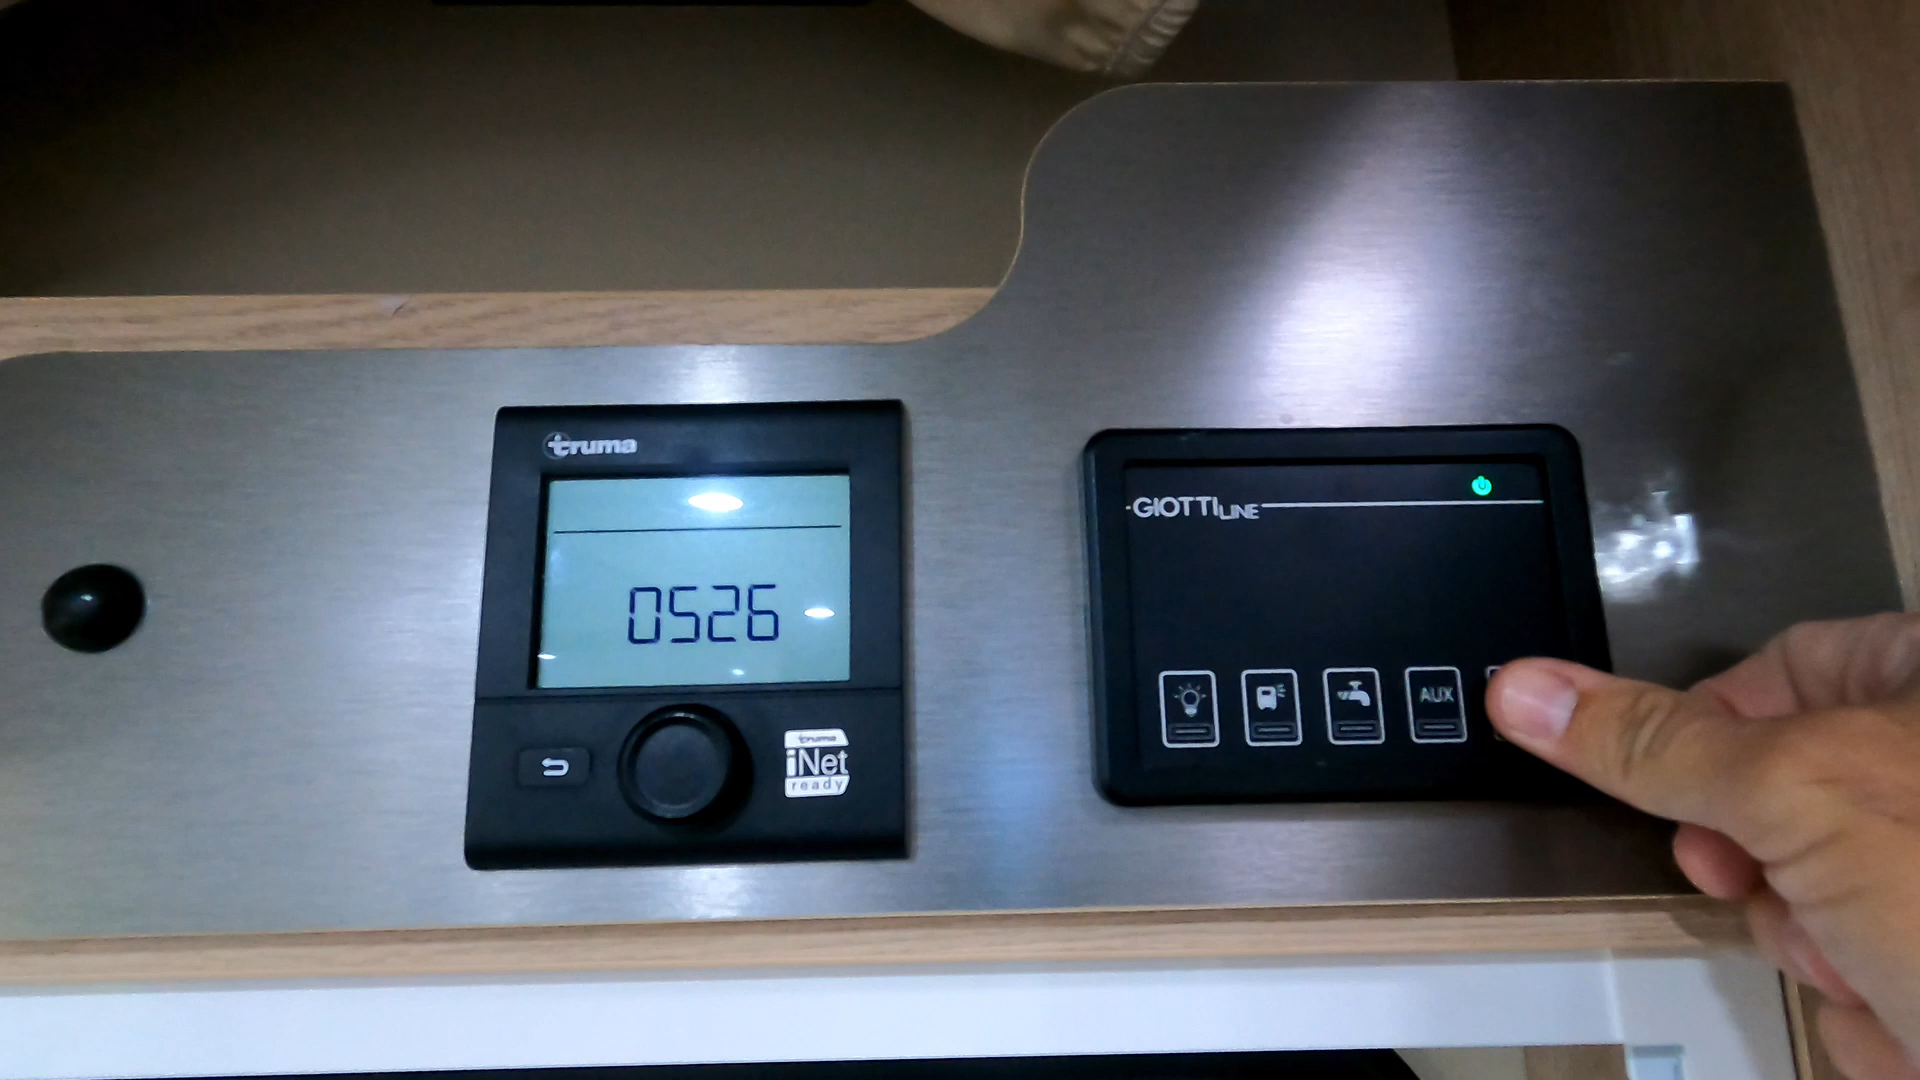 truma
0526
truma
iNet
ready
GIOTTILINE
AUX